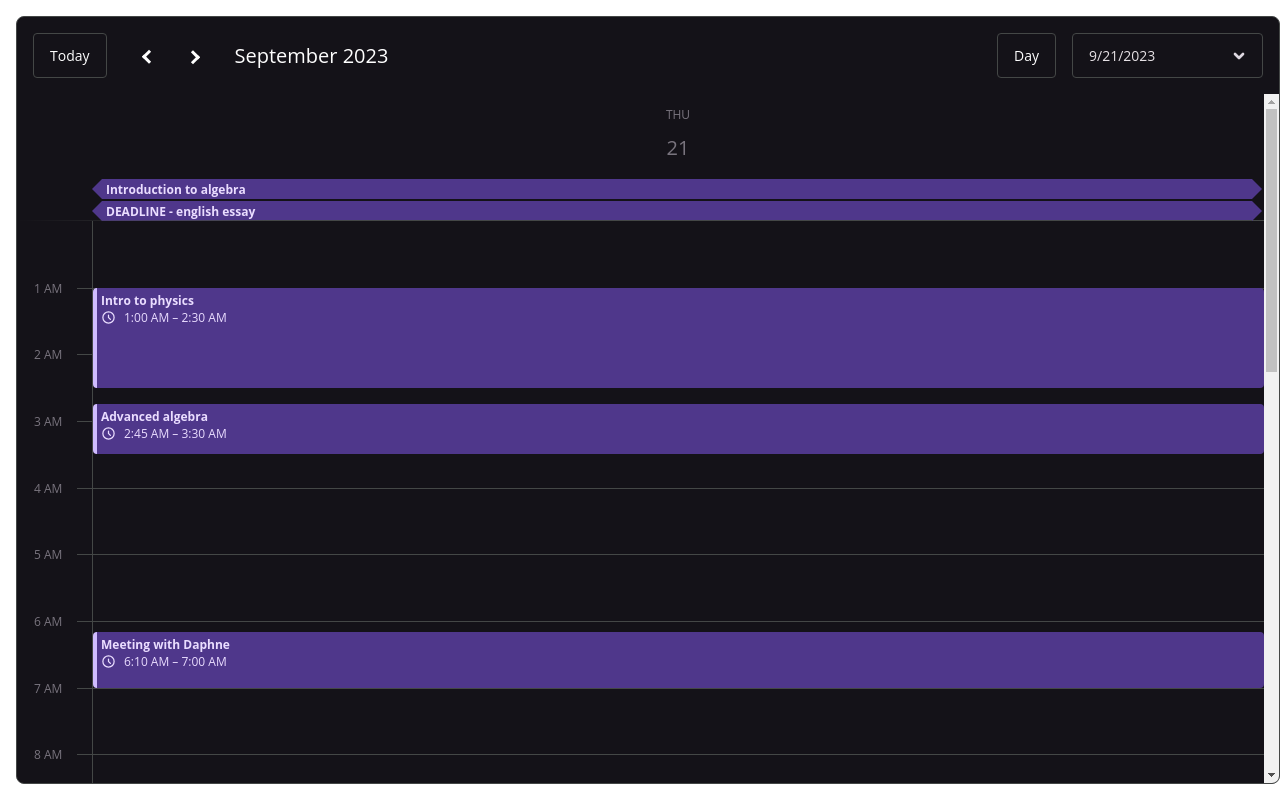 Today
September 2023
Day
9/21/2023
THU
21
Introduction to algebra
DEADLINE - english essay
1 AM
Intro to physics
1:00 AM – 2:30 AM
2 AM
Advanced algebra
3 AM
2:45 AM – 3:30 AM
4 AM
5 AM
6 AM
Meeting with Daphne
6:10 AM – 7:00 AM
7 AM
8 AM